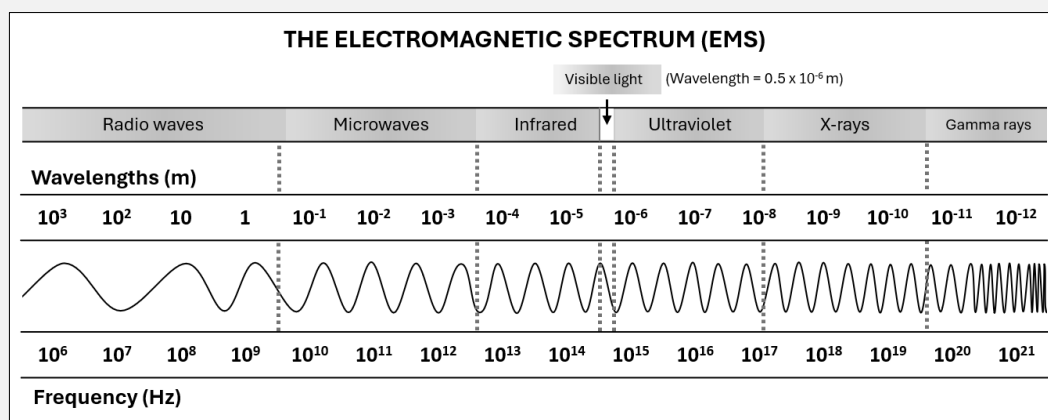 THE ELECTROMAGNETIC SPECTRUM (EMS)
Visible light (Wavelength = 0.5 x 10⁻⁶ m)
Radio waves Microwaves Infrared Ultraviolet X-rays Gamma rays
Wavelengths (m)
10³ 10² 10 1 10⁻¹ 10⁻² 10⁻³ 10⁻⁴ 10⁻⁵ 10⁻⁶ 10⁻⁷ 10⁻⁸ 10⁻⁹ 10⁻¹⁰ 10⁻¹¹ 10⁻¹²
10⁶ 10⁷ 10⁸ 10⁹ 10¹⁰ 10¹¹ 10¹² 10¹³ 10¹⁴ 10¹⁵ 10¹⁶ 10¹⁷ 10¹⁸ 10¹⁹ 10²⁰ 10²¹
Frequency (Hz)